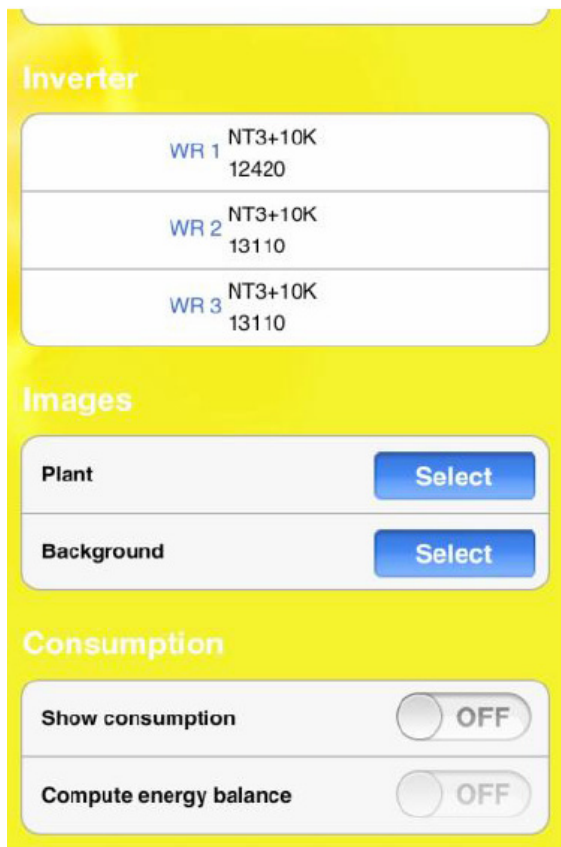 Inverter
WR 1 NT3+10K
12420
WR 2 NT3+10K
13110
WR 3 NT3+10K
13110
Images
Plant Select
Background Select
Consumption
Show consumption OFF
Compute energy balance OFF